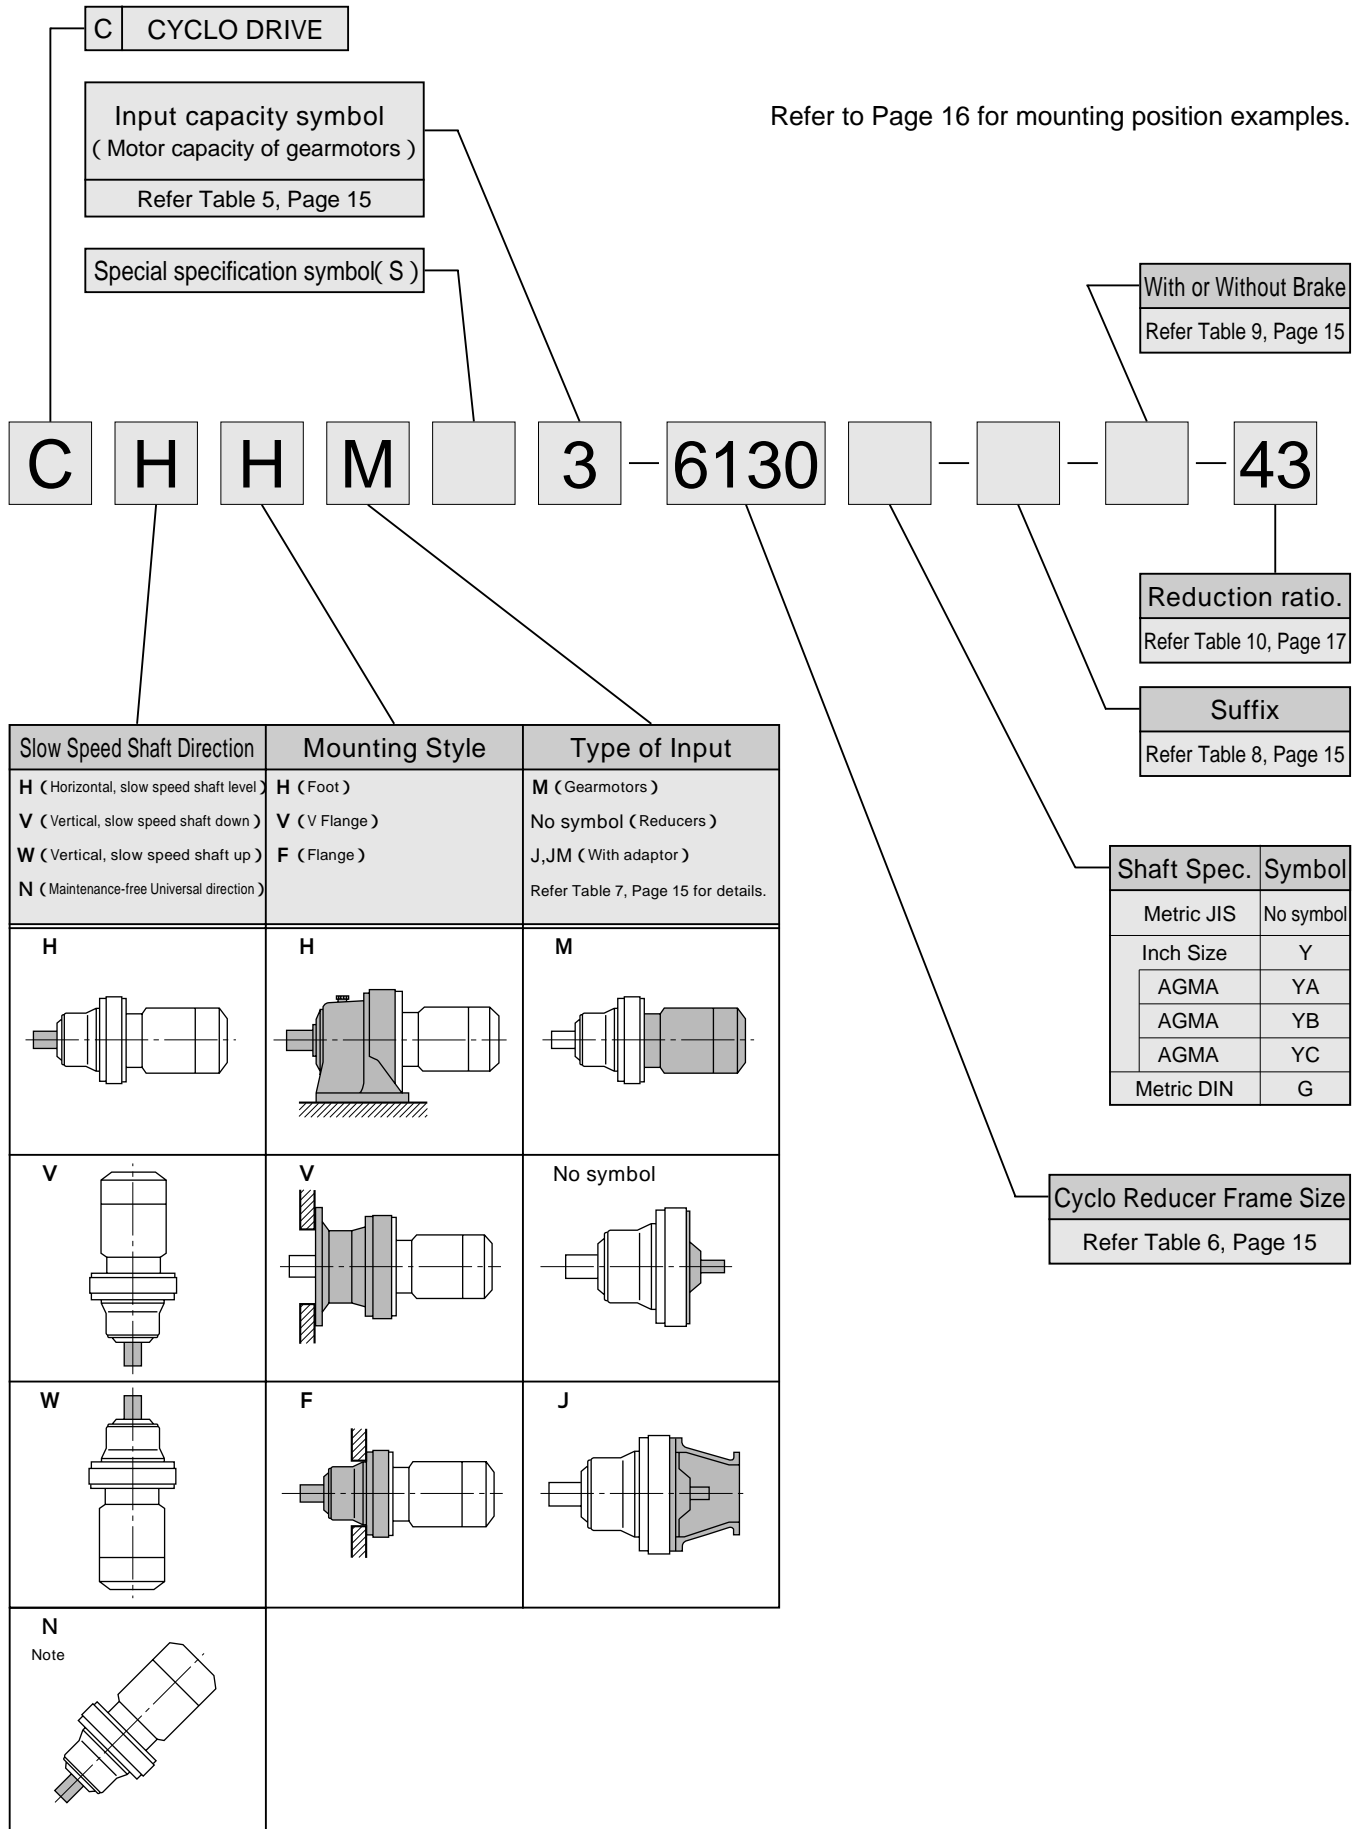 C CYCLO DRIVE
Input capacity symbol
( Motor capacity of gearmotors )
Refer Table 5, Page 15
Refer to Page 16 for mounting position examples.
Special specification symbol( S )
With or Without Brake
Refer Table 9, Page 15
C H H M 3 – 6130 – – – 43
Reduction ratio.
Refer Table 10, Page 17
Suffix
Refer Table 8, Page 15
Slow Speed Shaft Direction Mounting Style Type of Input
H ( Horizontal, slow speed shaft level ) H ( Foot ) M ( Gearmotors )
V ( Vertical, slow speed shaft down ) V ( V Flange ) No symbol ( Reducers )
W ( Vertical, slow speed shaft up ) F ( Flange ) J,JM ( With adaptor )
N ( Maintenance-free Universal direction ) Refer Table 7, Page 15 for details.
Shaft Spec. Symbol
Metric JIS No symbol
Inch Size Y
AGMA YA
AGMA YB
AGMA YC
Metric DIN G
H H M
V V No symbol
Cyclo Reducer Frame Size
Refer Table 6, Page 15
W F J
N
Note